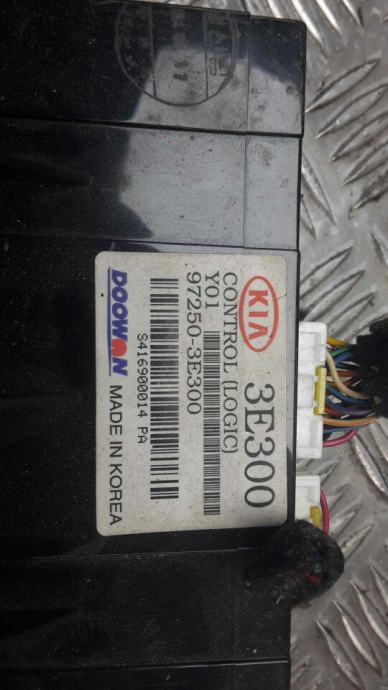 KIA 3E300
CONTROL (LOGIC)
Y01
97250-3E300
S416900014 PA
DOOWON MADE IN KOREA